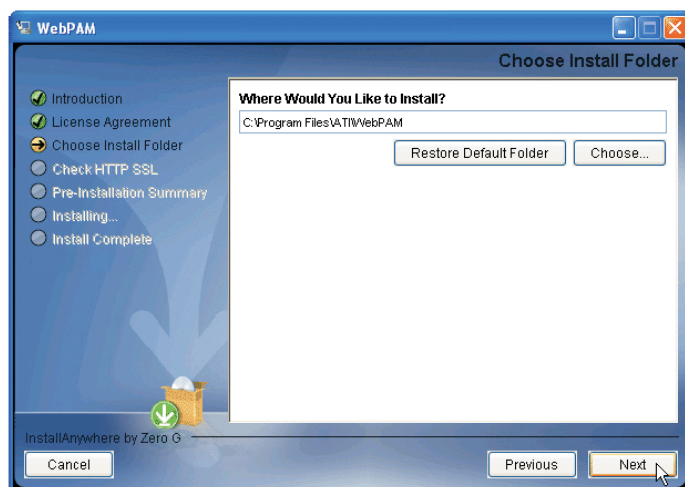 WebPAM
Choose Install Folder
Introduction
License Agreement
Choose Install Folder
Check HTTP SSL
Pre-Installation Summary
Installing...
Install Complete
Where Would You Like to Install?
C:\Program Files\ATI\WebPAM
Restore Default Folder
Choose...
InstallAnywhere by Zero G
Cancel
Previous
Next